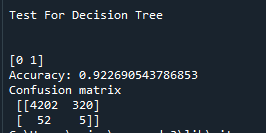 Test For Decision Tree
[0 1]
Accuracy: 0.922690543786853
Confusion matrix
[[4202 320]
[ 52 5]]